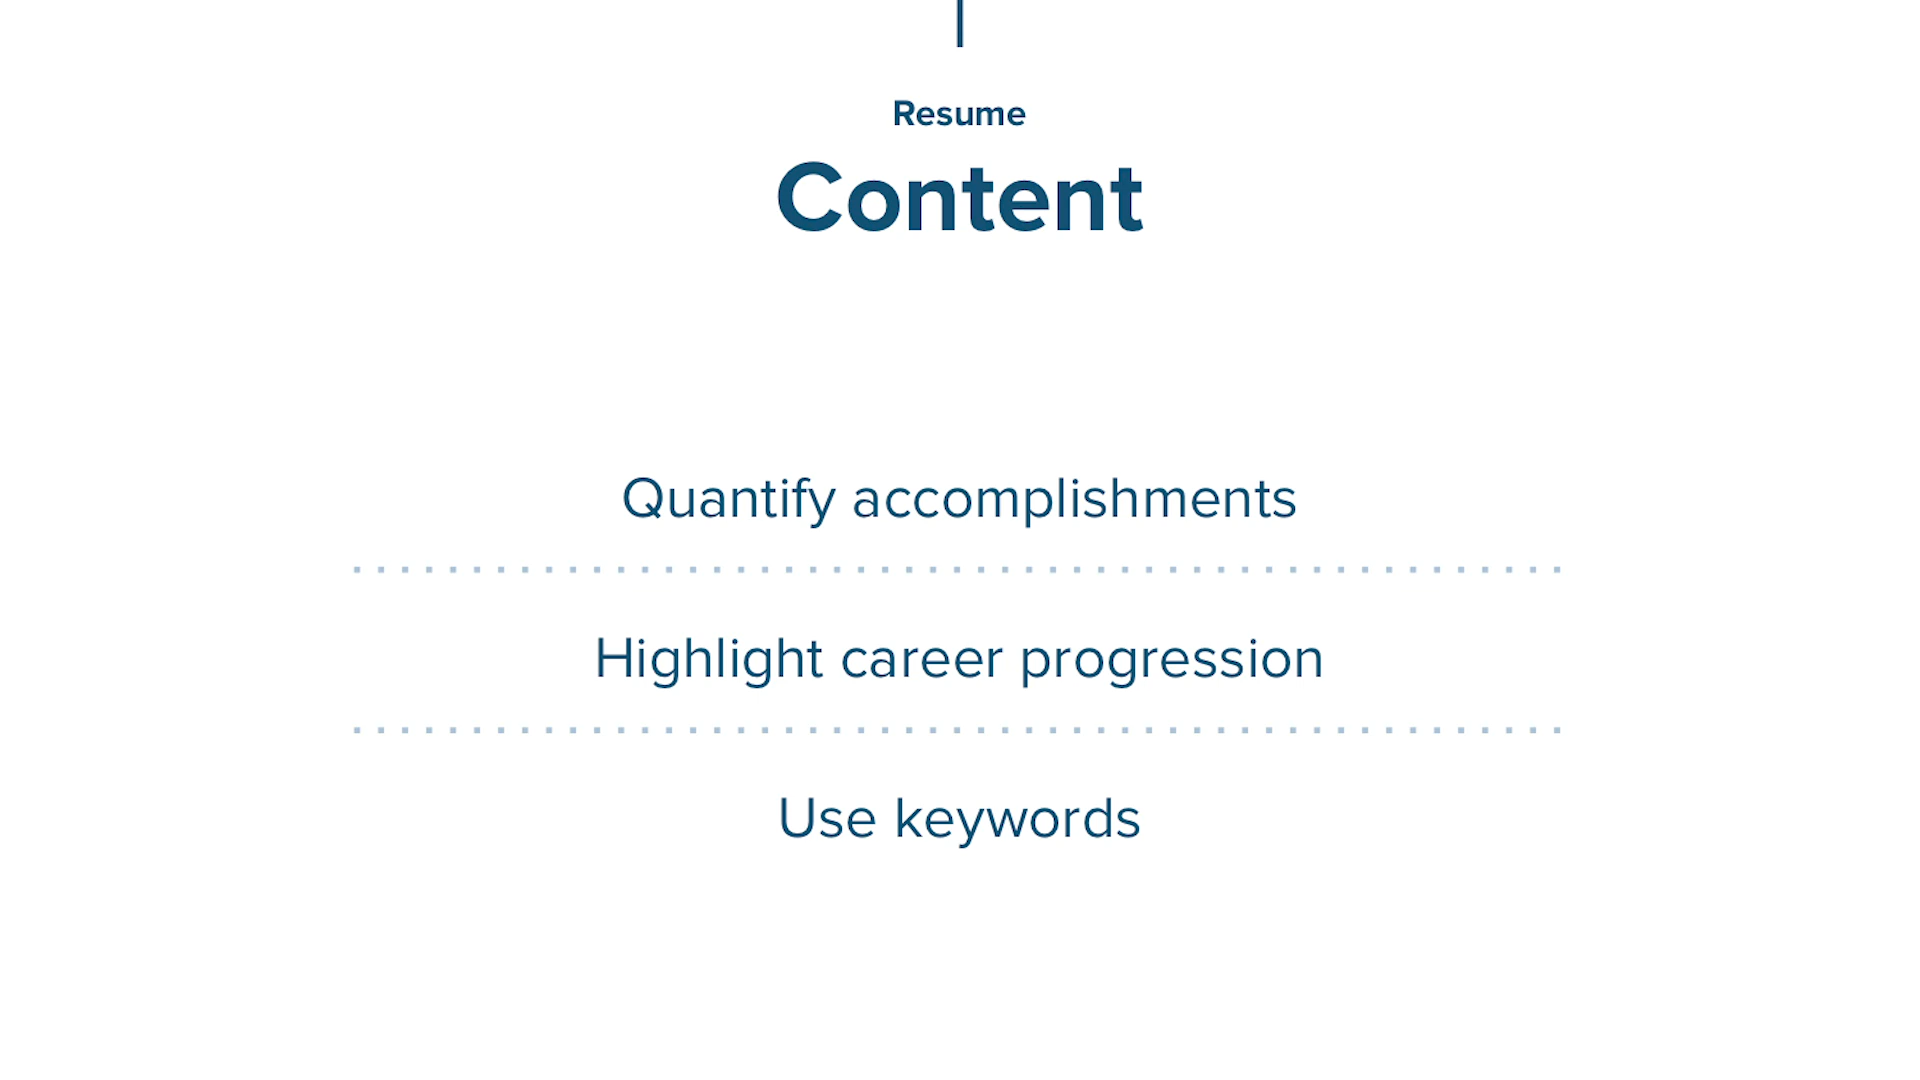 Resume
Content
Quantify accomplishments
Highlight career progression
Use keywords